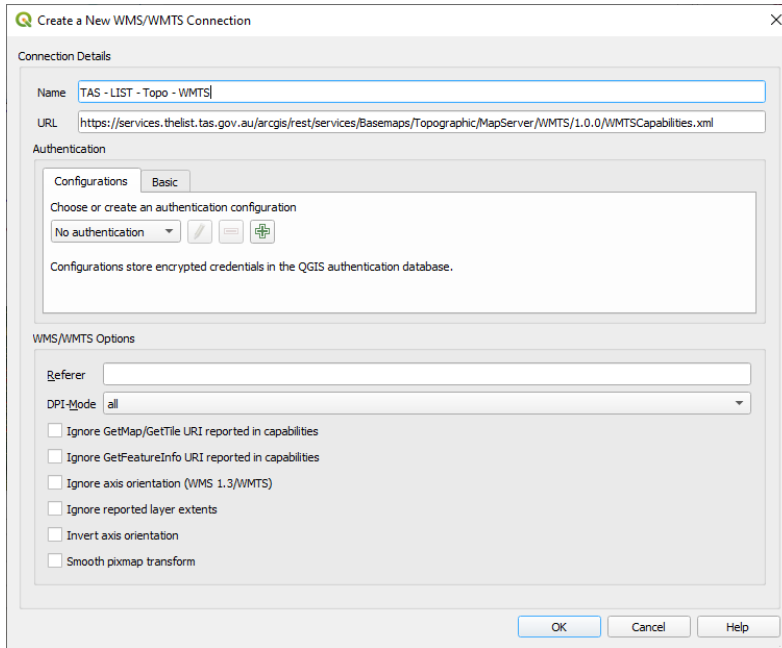 Create a New WMS/WMTS Connection
Connection Details
Name TAS - LIST - Topo - WMTS
URL https://services.thelist.tas.gov.au/arcgis/rest/services/Basemaps/Topographic/MapServer/WMTS/1.0.0/WMTSCapabilities.xml
Authentication
Configurations Basic
Choose or create an authentication configuration
No authentication
Configurations store encrypted credentials in the QGIS authentication database.
WMS/WMTS Options
Referer
DPI-Mode all
Ignore GetMap/GetTile URI reported in capabilities
Ignore GetFeatureInfo URI reported in capabilities
Ignore axis orientation (WMS 1.3/WMTS)
Ignore reported layer extents
Invert axis orientation
Smooth pixmap transform
OK Cancel Help